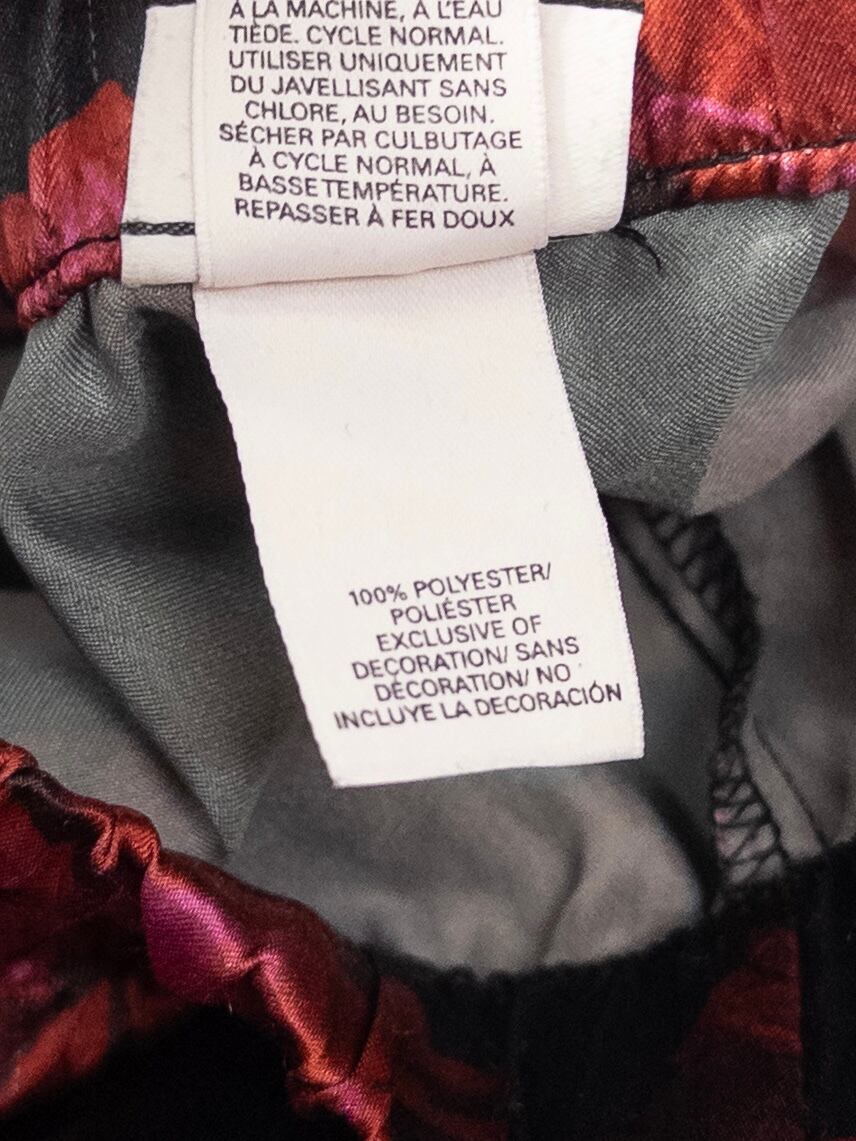 À LA MACHINE, À L'EAU
TIÈDE. CYCLE NORMAL.
UTILISER UNIQUEMENT
DU JAVELLISANT SANS
CHLORE, AU BESOIN.
SÉCHER PAR CULBUTAGE
À CYCLE NORMAL, À
BASSE TEMPÉRATURE.
REPASSER À FER DOUX
100% POLYESTER/
POLIÉSTER
EXCLUSIVE OF
DECORATION/ SANS
DÉCORATION/ NO
INCLUYE LA DECORACIÓN